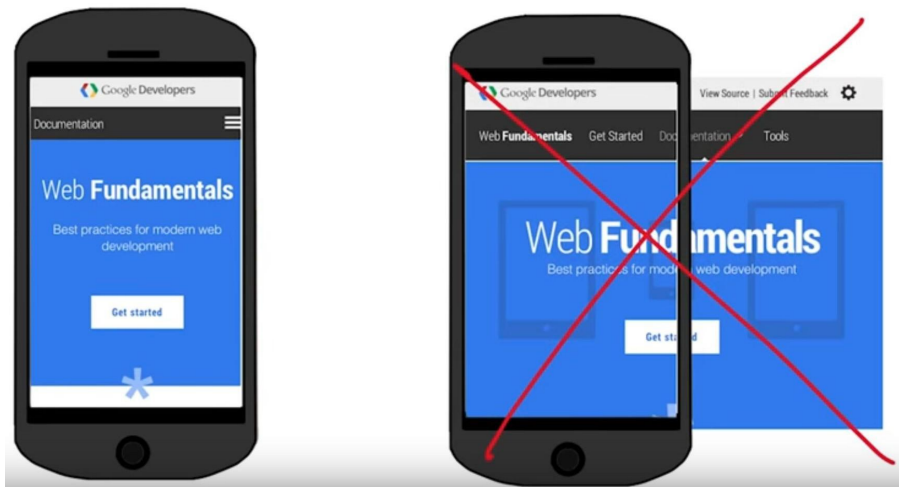 Google Developers
Documentation
Web Fundamentals
Best practices for modern web
development
Get started
Google Developers
View Source | Submit Feedback
Web Fundamentals Get Started Documentation Tools
Web Fundamentals
Best practices for modern web development
Get started